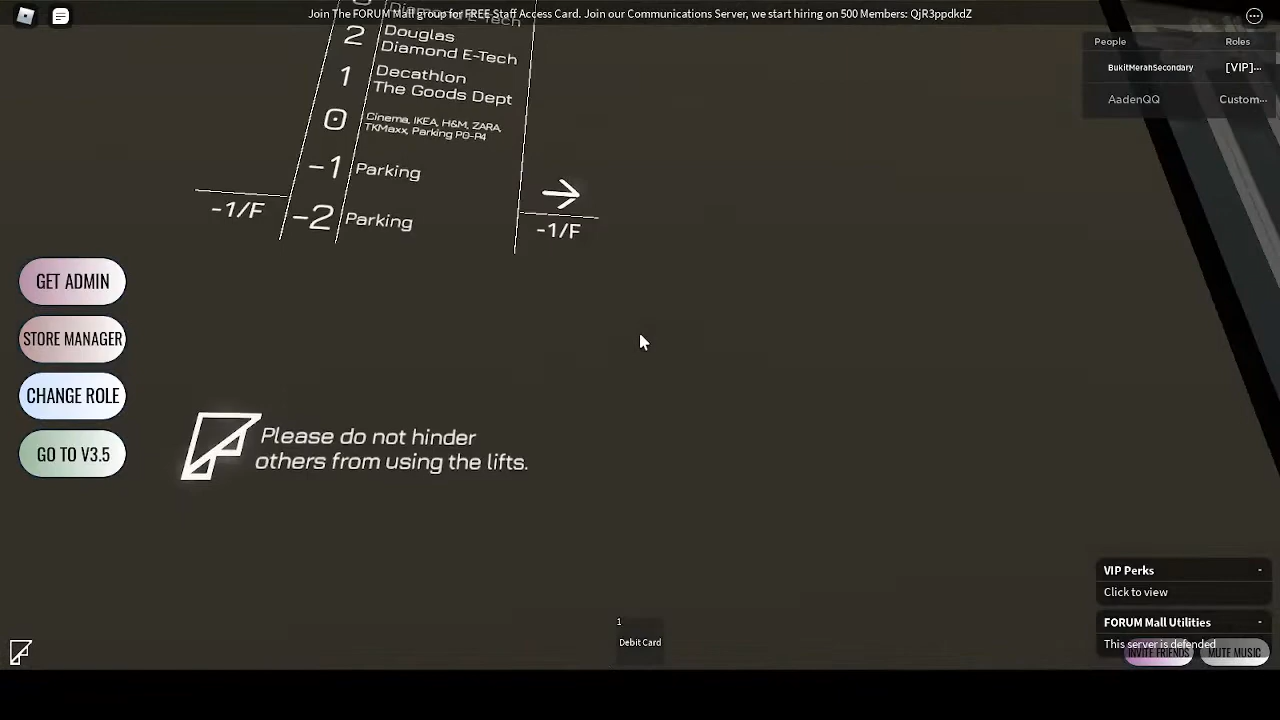 Join The FORUM Mall group for FREE Staff Access Card. Join our Communications Server, we start hiring on 500 Members: QjR3ppdkdZ
People Roles
BukitMerahSecondary [VIP]...
AadenQQ Custom...
2 Douglas
Diamond E-Tech
1 Decathlon
The Goods Dept
0 Cinema, IKEA, H&M, ZARA,
TKMaxx, Parking P0-P4
-1 Parking
-2 Parking
-1/F
→
-1/F
GET ADMIN
STORE MANAGER
CHANGE ROLE
GO TO V3.5
Please do not hinder
others from using the lifts.
1
Debit Card
VIP Perks -
Click to view
FORUM Mall Utilities -
This server is defended
INVITE FRIENDS MUTE MUSIC